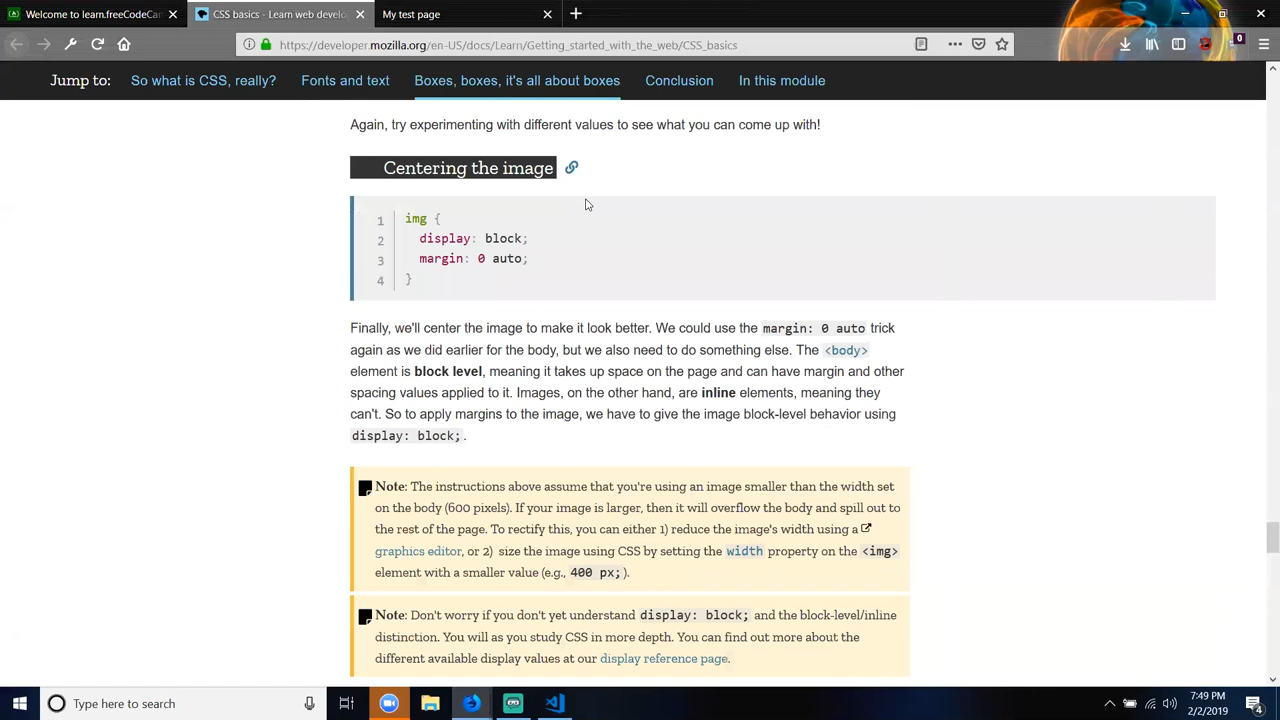 Welcome to learn.freeCodeCam
CSS basics - Learn web develo
My test page
https://developer.mozilla.org/en-US/docs/Learn/Getting_started_with_the_web/CSS_basics
0
Jump to: So what is CSS, really? Fonts and text Boxes, boxes, it's all about boxes Conclusion In this module
Again, try experimenting with different values to see what you can come up with!
Centering the image
1 img {
2 display: block;
3 margin: 0 auto;
4 }
Finally, we'll center the image to make it look better. We could use the margin: 0 auto trick
again as we did earlier for the body, but we also need to do something else. The <body>
element is block level, meaning it takes up space on the page and can have margin and other
spacing values applied to it. Images, on the other hand, are inline elements, meaning they
can't. So to apply margins to the image, we have to give the image block-level behavior using
display: block;.
Note: The instructions above assume that you're using an image smaller than the width set
on the body (600 pixels). If your image is larger, then it will overflow the body and spill out to
the rest of the page. To rectify this, you can either 1) reduce the image's width using a
graphics editor, or 2) size the image using CSS by setting the width property on the <img>
element with a smaller value (e.g., 400 px;).
Note: Don't worry if you don't yet understand display: block; and the block-level/inline
distinction. You will as you study CSS in more depth. You can find out more about the
different available display values at our display reference page.
Type here to search
7:49 PM
2/2/2019
4